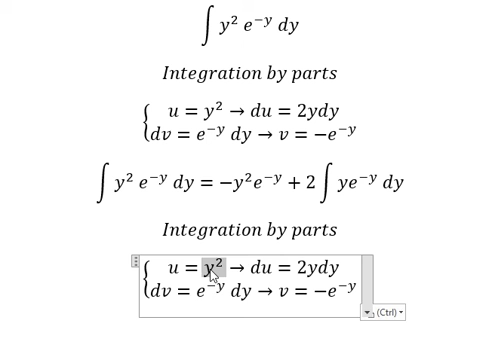 ∫ y² e⁻ʸ dy
Integration by parts
{ u = y² → du = 2ydy
dv = e⁻ʸ dy → v = −e⁻ʸ
∫ y² e⁻ʸ dy = −y²e⁻ʸ + 2 ∫ ye⁻ʸ dy
Integration by parts
{ u = y² → du = 2ydy
dv = e⁻ʸ dy → v = −e⁻ʸ
(Ctrl)